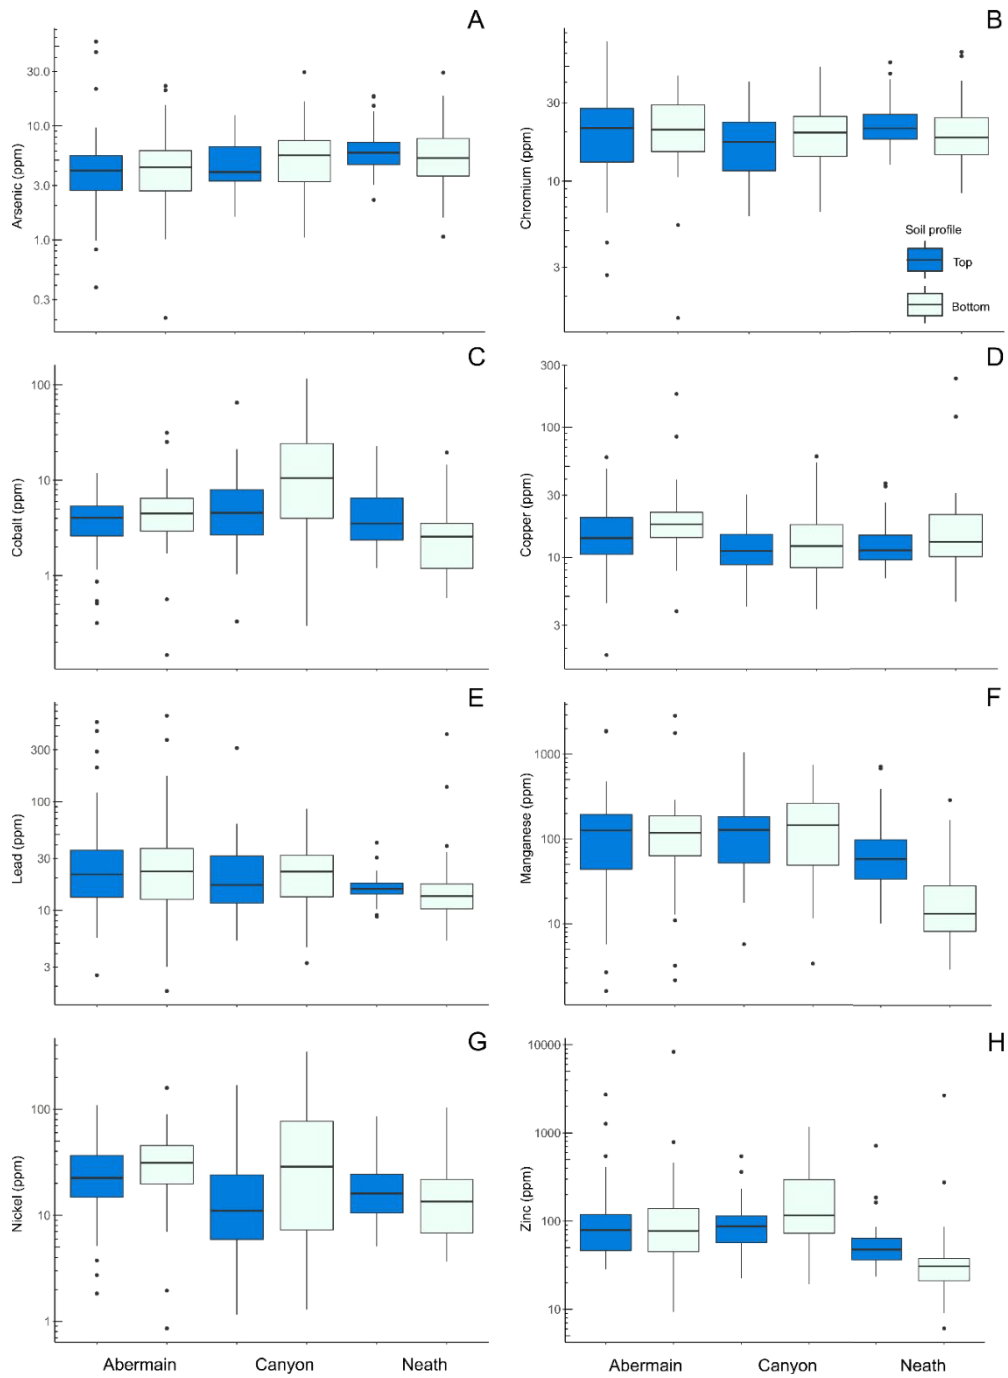 A
Arsenic (ppm)
30.0
10.0
3.0
1.0
0.3
B
Chromium (ppm)
30
10
3
Soil profile
Top
Bottom
C
Cobalt (ppm)
100
10
1
D
Copper (ppm)
300
100
30
10
3
E
Lead (ppm)
300
100
30
10
3
F
Manganese (ppm)
1000
100
10
G
Nickel (ppm)
100
10
1
Abermain Canyon Neath
H
Zinc (ppm)
10000
1000
100
10
Abermain Canyon Neath